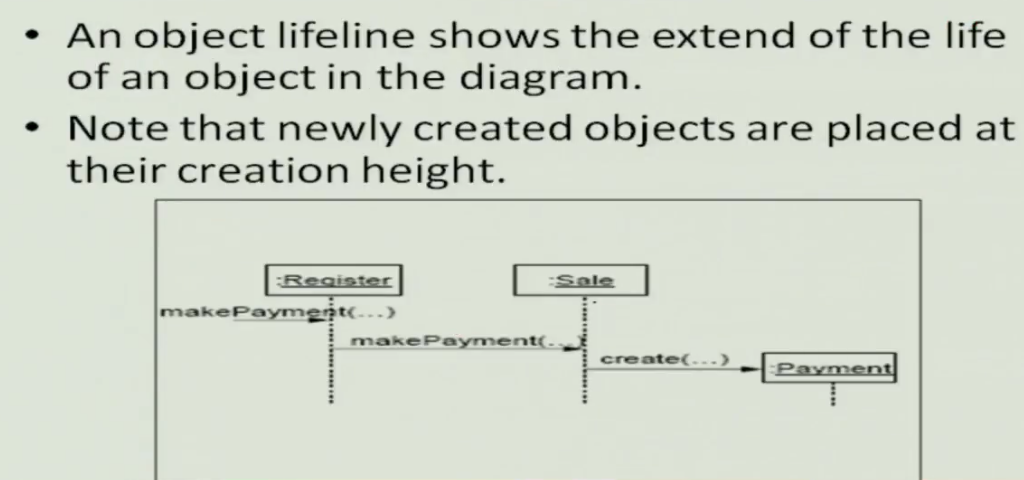 • An object lifeline shows the extend of the life
of an object in the diagram.
• Note that newly created objects are placed at
their creation height.
:Register
:Sale
makePayment(...)
makePayment(...)
create(...)
:Payment